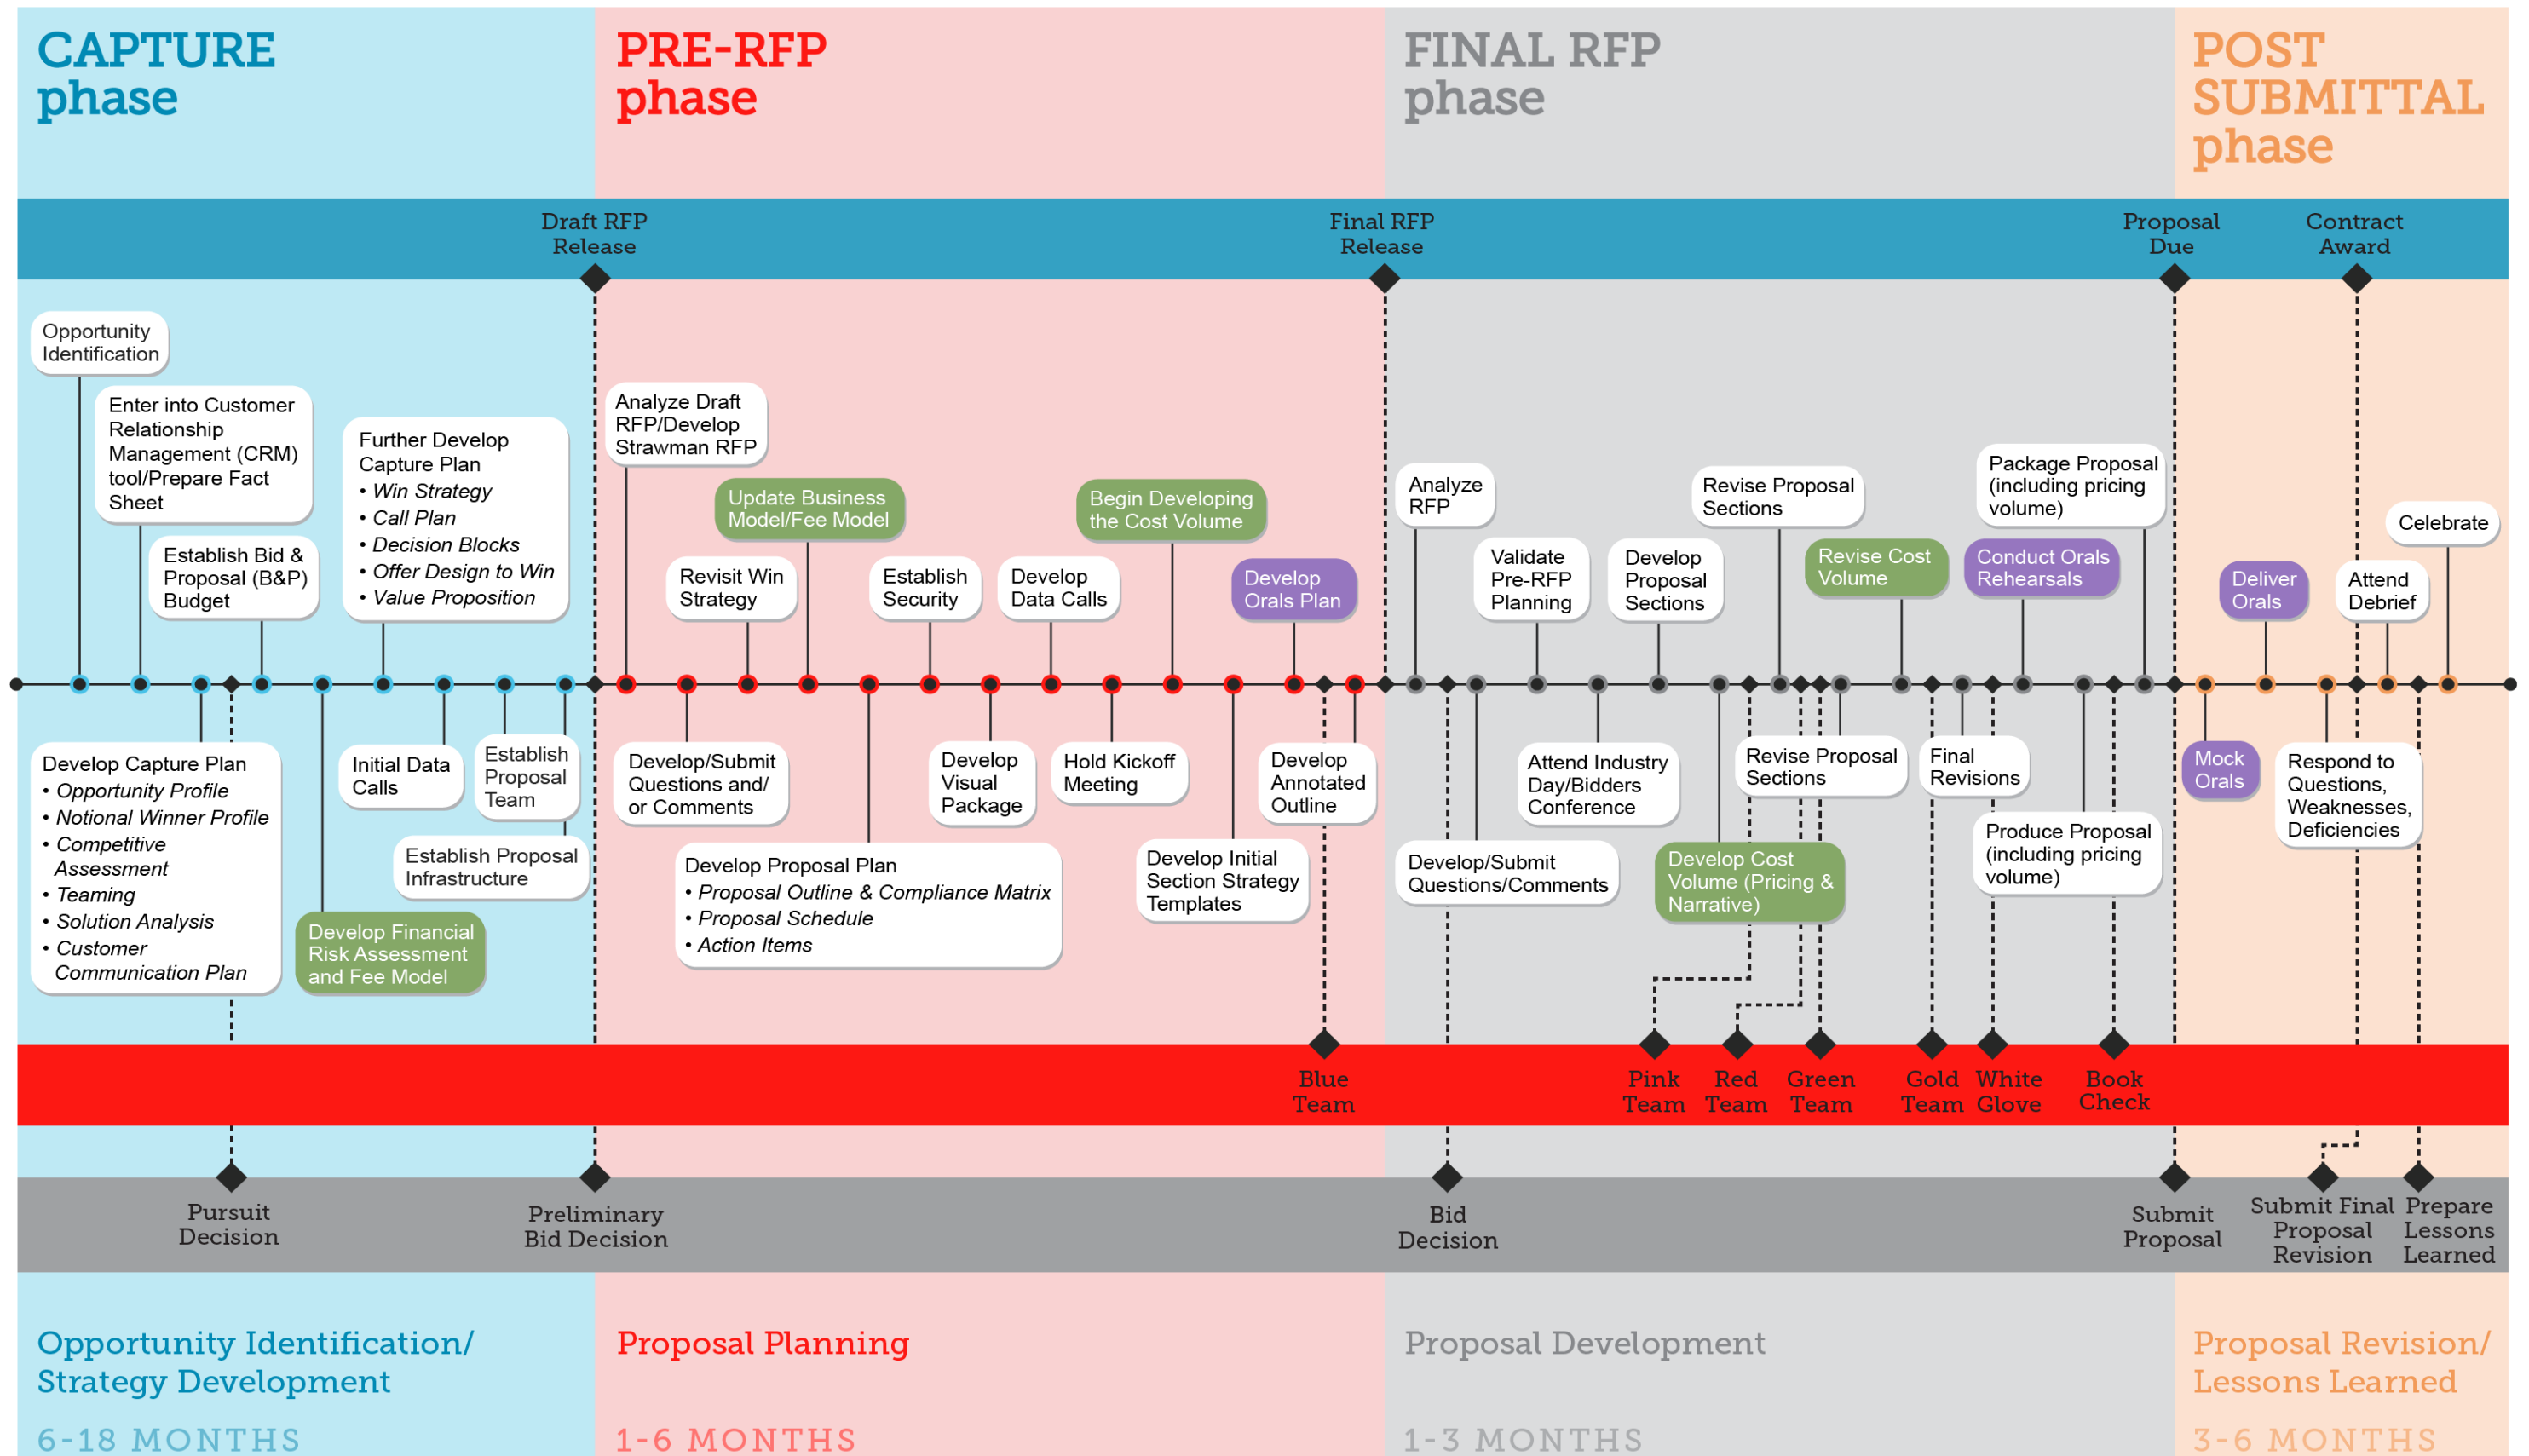 CAPTURE
phase
PRE-RFP
phase
FINAL RFP
phase
POST
SUBMITTAL
phase
Draft RFP
Release
Final RFP
Release
Proposal
Due
Contract
Award
Opportunity
Identification
Enter into Customer
Relationship
Management (CRM)
tool/Prepare Fact
Sheet
Establish Bid &
Proposal (B&P)
Budget
Further Develop
Capture Plan
• Win Strategy
• Call Plan
• Decision Blocks
• Offer Design to Win
• Value Proposition
Analyze Draft
RFP/Develop
Strawman RFP
Revisit Win
Strategy
Update Business
Model/Fee Model
Establish
Security
Develop
Data Calls
Begin Developing
the Cost Volume
Develop
Orals Plan
Analyze
RFP
Validate
Pre-RFP
Planning
Develop
Proposal
Sections
Revise Proposal
Sections
Revise Cost
Volume
Conduct Orals
Rehearsals
Package Proposal
(including pricing
volume)
Deliver
Orals
Attend
Debrief
Celebrate
Develop Capture Plan
• Opportunity Profile
• Notional Winner Profile
• Competitive
Assessment
• Teaming
• Solution Analysis
• Customer
Communication Plan
Develop Financial
Risk Assessment
and Fee Model
Initial Data
Calls
Establish
Proposal
Team
Establish Proposal
Infrastructure
Develop/Submit
Questions and/
or Comments
Develop Proposal Plan
• Proposal Outline & Compliance Matrix
• Proposal Schedule
• Action Items
Develop
Visual
Package
Hold Kickoff
Meeting
Develop Initial
Section Strategy
Templates
Develop
Annotated
Outline
Develop/Submit
Questions/Comments
Attend Industry
Day/Bidders
Conference
Develop Cost
Volume (Pricing &
Narrative)
Revise Proposal
Sections
Final
Revisions
Produce Proposal
(including pricing
volume)
Mock
Orals
Respond to
Questions,
Weaknesses,
Deficiencies
Blue
Team
Pink
Team
Red
Team
Green
Team
Gold
Team
White
Glove
Book
Check
Pursuit
Decision
Preliminary
Bid Decision
Bid
Decision
Submit
Proposal
Submit Final
Proposal
Revision
Prepare
Lessons
Learned
Opportunity Identification/
Strategy Development
6-18 MONTHS
Proposal Planning
1-6 MONTHS
Proposal Development
1-3 MONTHS
Proposal Revision/
Lessons Learned
3-6 MONTHS